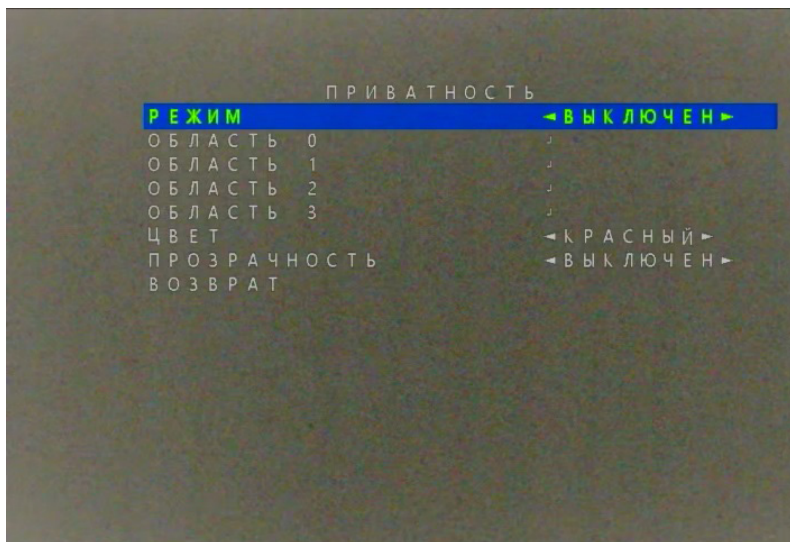 ПРИВАТНОСТЬ
РЕЖИМ ◄ВЫКЛЮЧЕН►
ОБЛАСТЬ 0 ┘
ОБЛАСТЬ 1 ┘
ОБЛАСТЬ 2 ┘
ОБЛАСТЬ 3 ┘
ЦВЕТ ◄КРАСНЫЙ►
ПРОЗРАЧНОСТЬ ◄ВЫКЛЮЧЕН►
ВОЗВРАТ